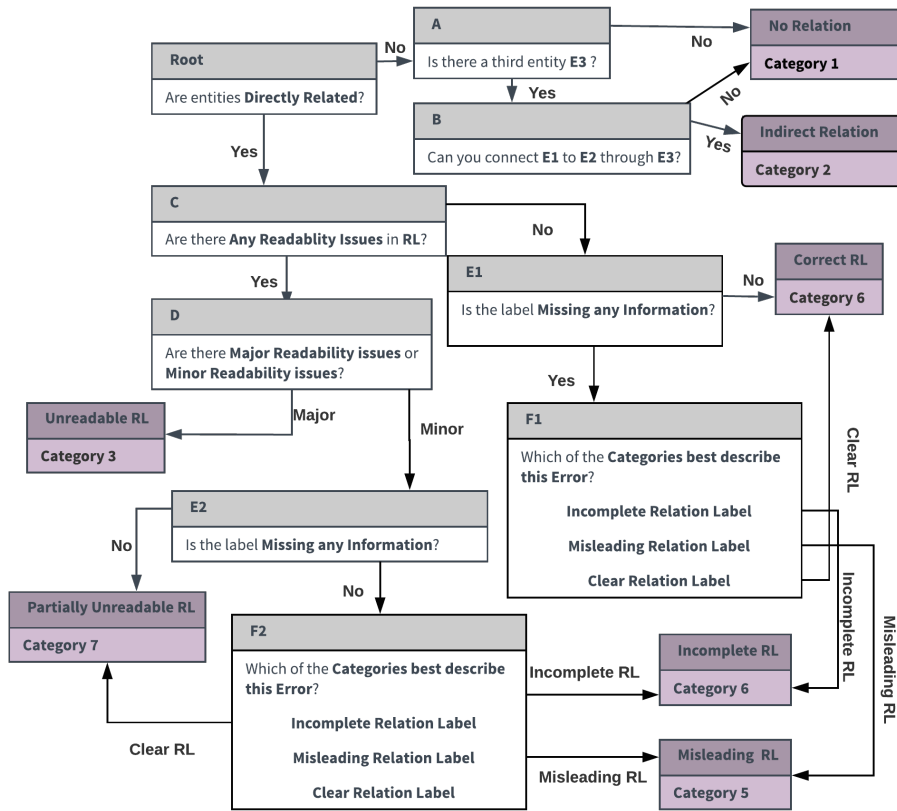 A
Is there a third entity E3 ?
No Relation
Category 1
No
No
Root
Are entities Directly Related?
Yes
No
B
Can you connect E1 to E2 through E3?
Yes
Indirect Relation
Category 2
Yes
C
Are there Any Readablity Issues in RL?
No
E1
Is the label Missing any Information?
No
Correct RL
Category 6
Yes
D
Are there Major Readability issues or
Minor Readability issues?
Yes
Major
Minor
Unreadable RL
Category 3
F1
Which of the Categories best describe
this Error?
Incomplete Relation Label
Misleading Relation Label
Clear Relation Label
Clear RL
Incomplete RL
Misleading RL
E2
Is the label Missing any Information?
No
No
Partially Unreadable RL
Category 7
F2
Which of the Categories best describe
this Error?
Incomplete Relation Label
Misleading Relation Label
Clear Relation Label
Incomplete RL
Incomplete RL
Category 6
Clear RL
Misleading RL
Misleading RL
Category 5